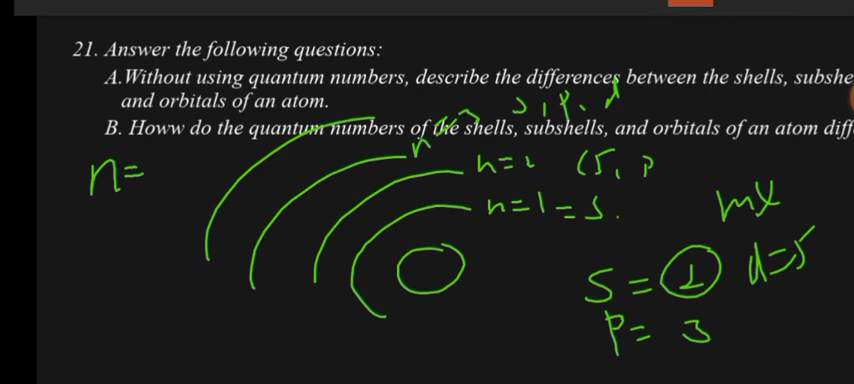 21. Answer the following questions:
A. Without using quantum numbers, describe the differences between the shells, subshe
and orbitals of an atom.
s, p, d
B. Howw do the quantum numbers of the shells, subshells, and orbitals of an atom diff
n
n=
n=2 (s, p
n=1=s.
ml
s=1 d=5
p=3